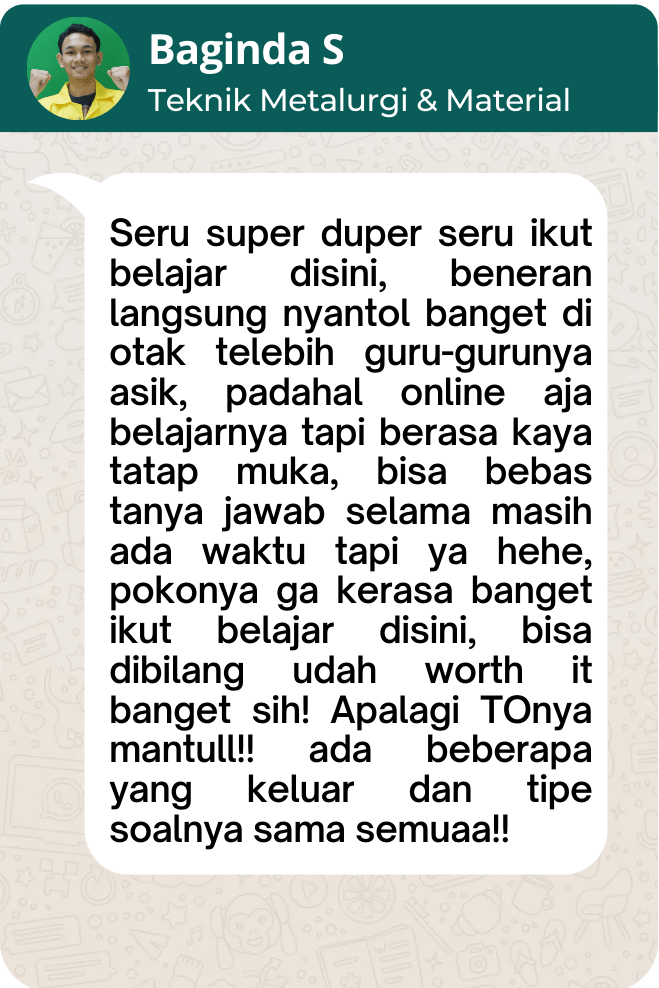 Baginda S
Teknik Metalurgi & Material
Seru super duper seru ikut
belajar disini, beneran
langsung nyantol banget di
otak telebih guru-gurunya
asik, padahal online aja
belajarnya tapi berasa kaya
tatap muka, bisa bebas
tanya jawab selama masih
ada waktu tapi ya hehe,
pokonya ga kerasa banget
ikut belajar disini, bisa
dibilang udah worth it
banget sih! Apalagi TOnya
mantull!! ada beberapa
yang keluar dan tipe
soalnya sama semuaa!!